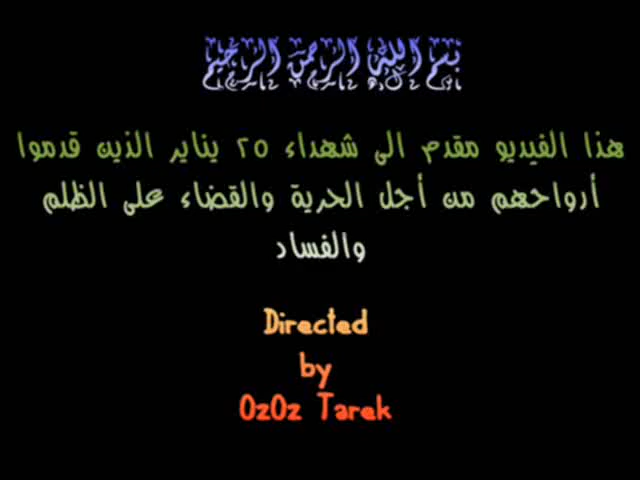 بسم الله الرحمن الرحيم
هذا الفيديو مقدم الى شهداء ٢٥ يناير الذين قدموا
أرواحهم من أجل الحرية والقضاء على الظلم
والفساد
Directed
by
OzOz Tarek